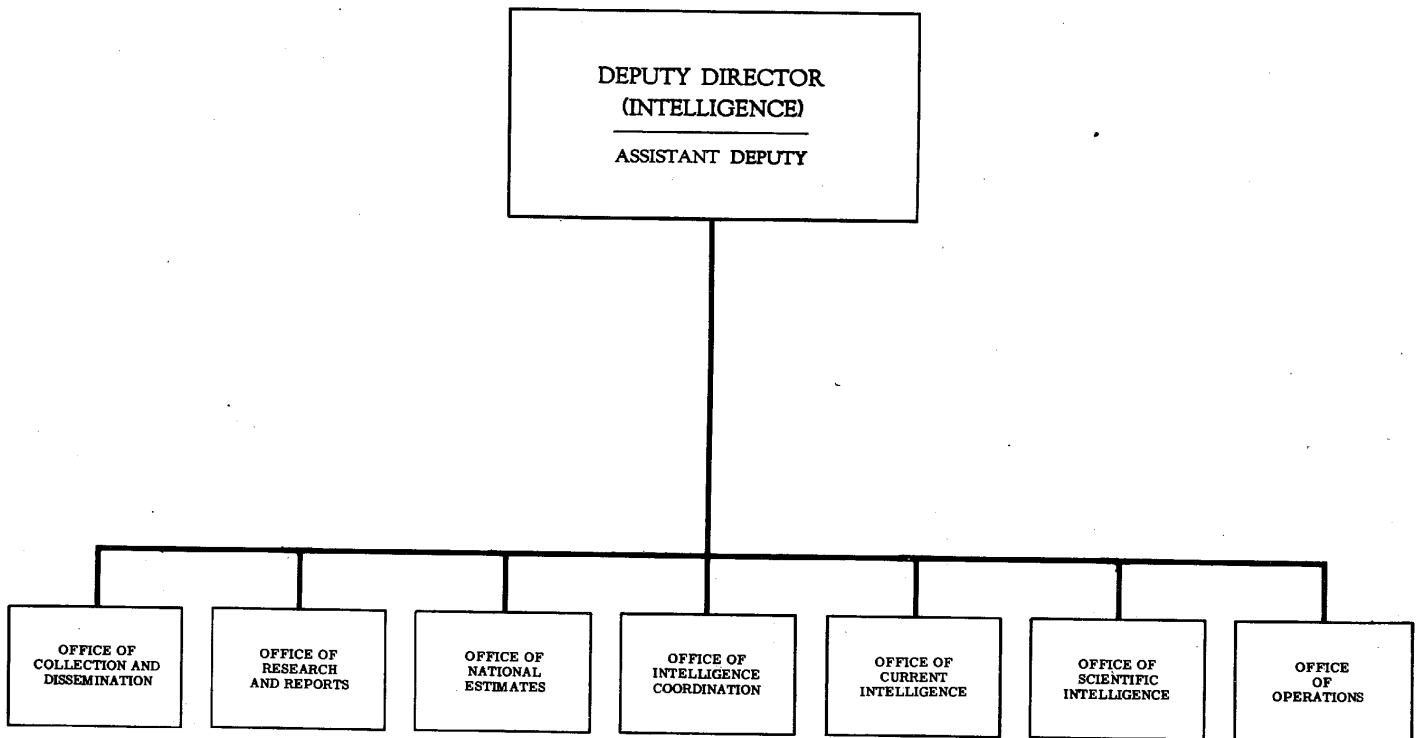 DEPUTY DIRECTOR
(INTELLIGENCE)
ASSISTANT DEPUTY
OFFICE OF
COLLECTION AND
DISSEMINATION
OFFICE OF
RESEARCH
AND REPORTS
OFFICE OF
NATIONAL
ESTIMATES
OFFICE OF
INTELLIGENCE
COORDINATION
OFFICE OF
CURRENT
INTELLIGENCE
OFFICE OF
SCIENTIFIC
INTELLIGENCE
OFFICE
OF
OPERATIONS